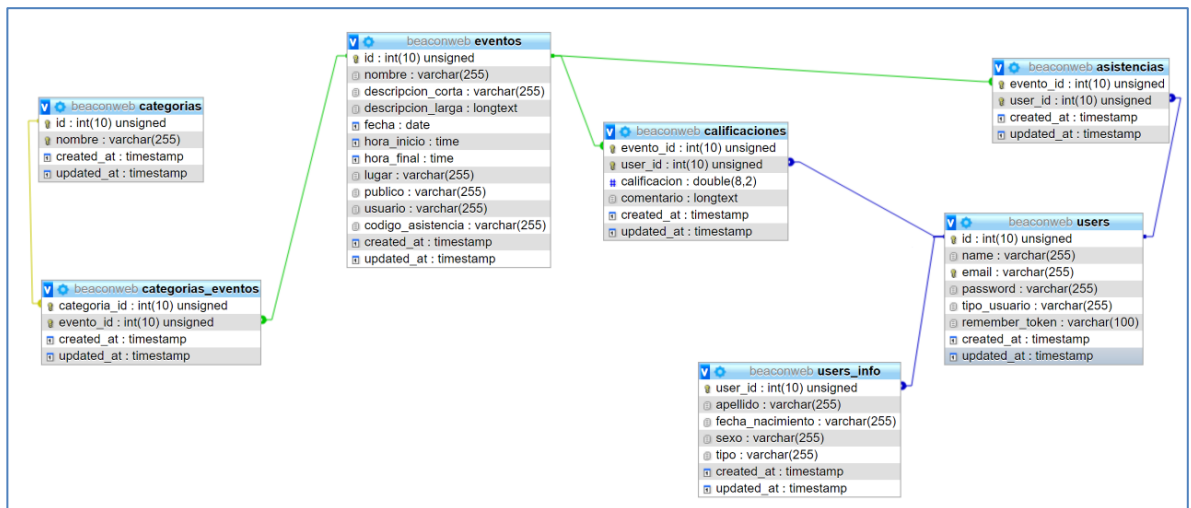 beaconweb categorias
id : int(10) unsigned
nombre : varchar(255)
created_at : timestamp
updated_at : timestamp
beaconweb categorias_eventos
categoria_id : int(10) unsigned
evento_id : int(10) unsigned
created_at : timestamp
updated_at : timestamp
beaconweb eventos
id : int(10) unsigned
nombre : varchar(255)
descripcion_corta : varchar(255)
descripcion_larga : longtext
fecha : date
hora_inicio : time
hora_final : time
lugar : varchar(255)
publico : varchar(255)
usuario : varchar(255)
codigo_asistencia : varchar(255)
created_at : timestamp
updated_at : timestamp
beaconweb calificaciones
evento_id : int(10) unsigned
user_id : int(10) unsigned
# calificacion : double(8,2)
comentario : longtext
created_at : timestamp
updated_at : timestamp
beaconweb asistencias
evento_id : int(10) unsigned
user_id : int(10) unsigned
created_at : timestamp
updated_at : timestamp
beaconweb users
id : int(10) unsigned
name : varchar(255)
email : varchar(255)
password : varchar(255)
tipo_usuario : varchar(255)
remember_token : varchar(100)
created_at : timestamp
updated_at : timestamp
beaconweb users_info
user_id : int(10) unsigned
apellido : varchar(255)
fecha_nacimiento : varchar(255)
sexo : varchar(255)
tipo : varchar(255)
created_at : timestamp
updated_at : timestamp